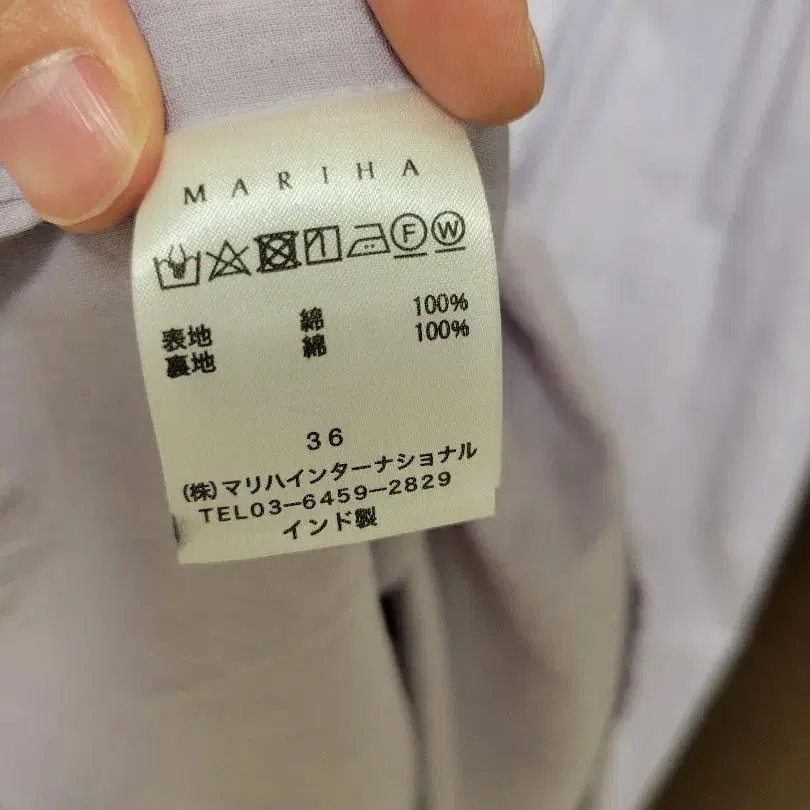 MARIHA
F W
表地 綿 100%
裏地 綿 100%
36
(株)マリハインターナショナル
TEL03-6459-2829
インド製